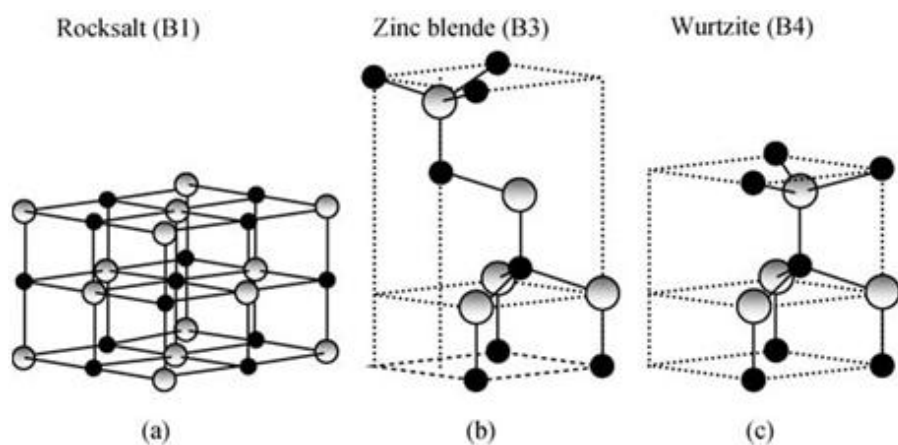 Rocksalt (B1)
Zinc blende (B3)
Wurtzite (B4)
(a)
(b)
(c)